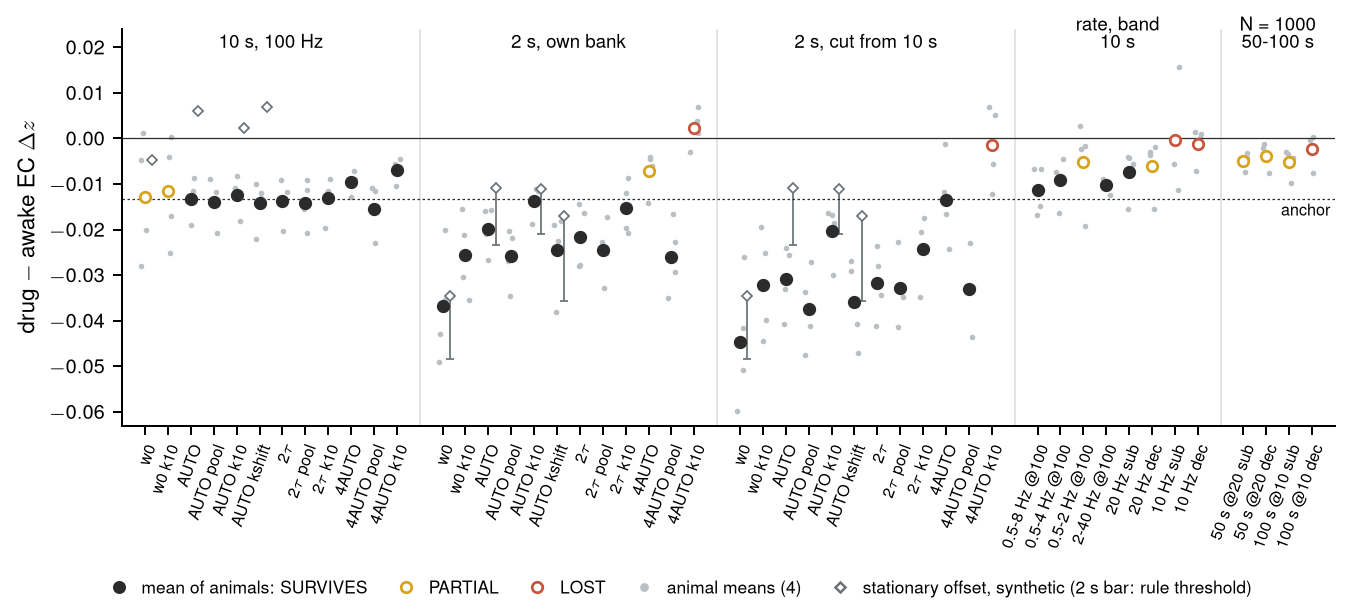 drug − awake EC Δz
0.02
0.01
0.00
−0.01
−0.02
−0.03
−0.04
−0.05
−0.06
10 s, 100 Hz
2 s, own bank
2 s, cut from 10 s
rate, band
10 s
N = 1000
50-100 s
anchor
w0
w0 k10
AUTO
AUTO pool
AUTO k10
AUTO kshift
2τ
2τ pool
2τ k10
4AUTO
4AUTO pool
4AUTO k10
w0
w0 k10
AUTO
AUTO pool
AUTO k10
AUTO kshift
2τ
2τ pool
2τ k10
4AUTO
4AUTO pool
4AUTO k10
w0
w0 k10
AUTO
AUTO pool
AUTO k10
AUTO kshift
2τ
2τ pool
2τ k10
4AUTO
4AUTO pool
4AUTO k10
0.5-8 Hz @100
0.5-4 Hz @100
0.5-2 Hz @100
2-40 Hz @100
20 Hz sub
20 Hz dec
10 Hz sub
10 Hz dec
50 s @20 sub
50 s @20 dec
100 s @10 sub
100 s @10 dec
mean of animals: SURVIVES
PARTIAL
LOST
animal means (4)
stationary offset, synthetic (2 s bar: rule threshold)